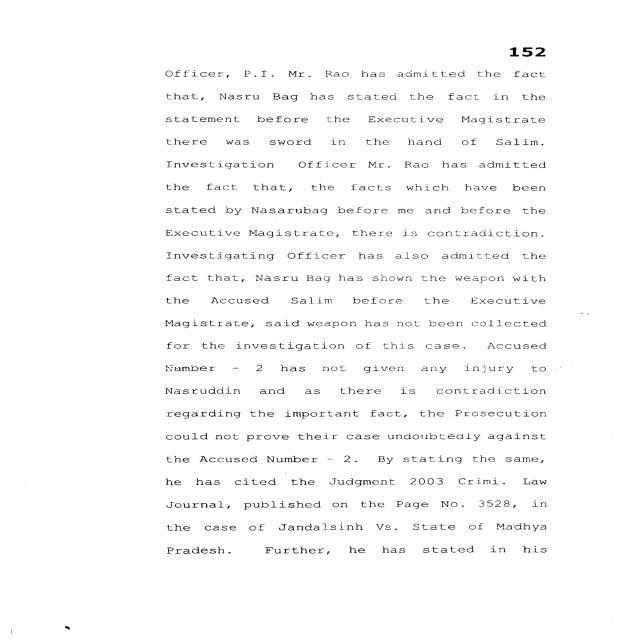 152
Officer, P.I. Mr. Rao has admitted the fact
that, Nasru Bag has stated the fact in the
statement before the Executive Magistrate
there was sword in the hand of Salim.
Investigation Officer Mr. Rao has admitted
the fact that, the facts which have been
stated by Nasarubag before me and before the
Executive Magistrate, there is contradiction.
Investigating Officer has also admitted the
fact that, Nasru Bag has shown the weapon with
the Accused Salim before the Executive
Magistrate, said weapon has not been collected
for the investigation of this case. Accused
Number - 2 has not given any injury to
Nasruddin and as there is contradiction
regarding the important fact, the Prosecution
could not prove their case undoubtedly against
the Accused Number - 2. By stating the same,
he has cited the Judgment 2003 Crimi. Law
Journal, published on the Page No. 3528, in
the case of Jandalsinh Vs. State of Madhya
Pradesh. Further, he has stated in his